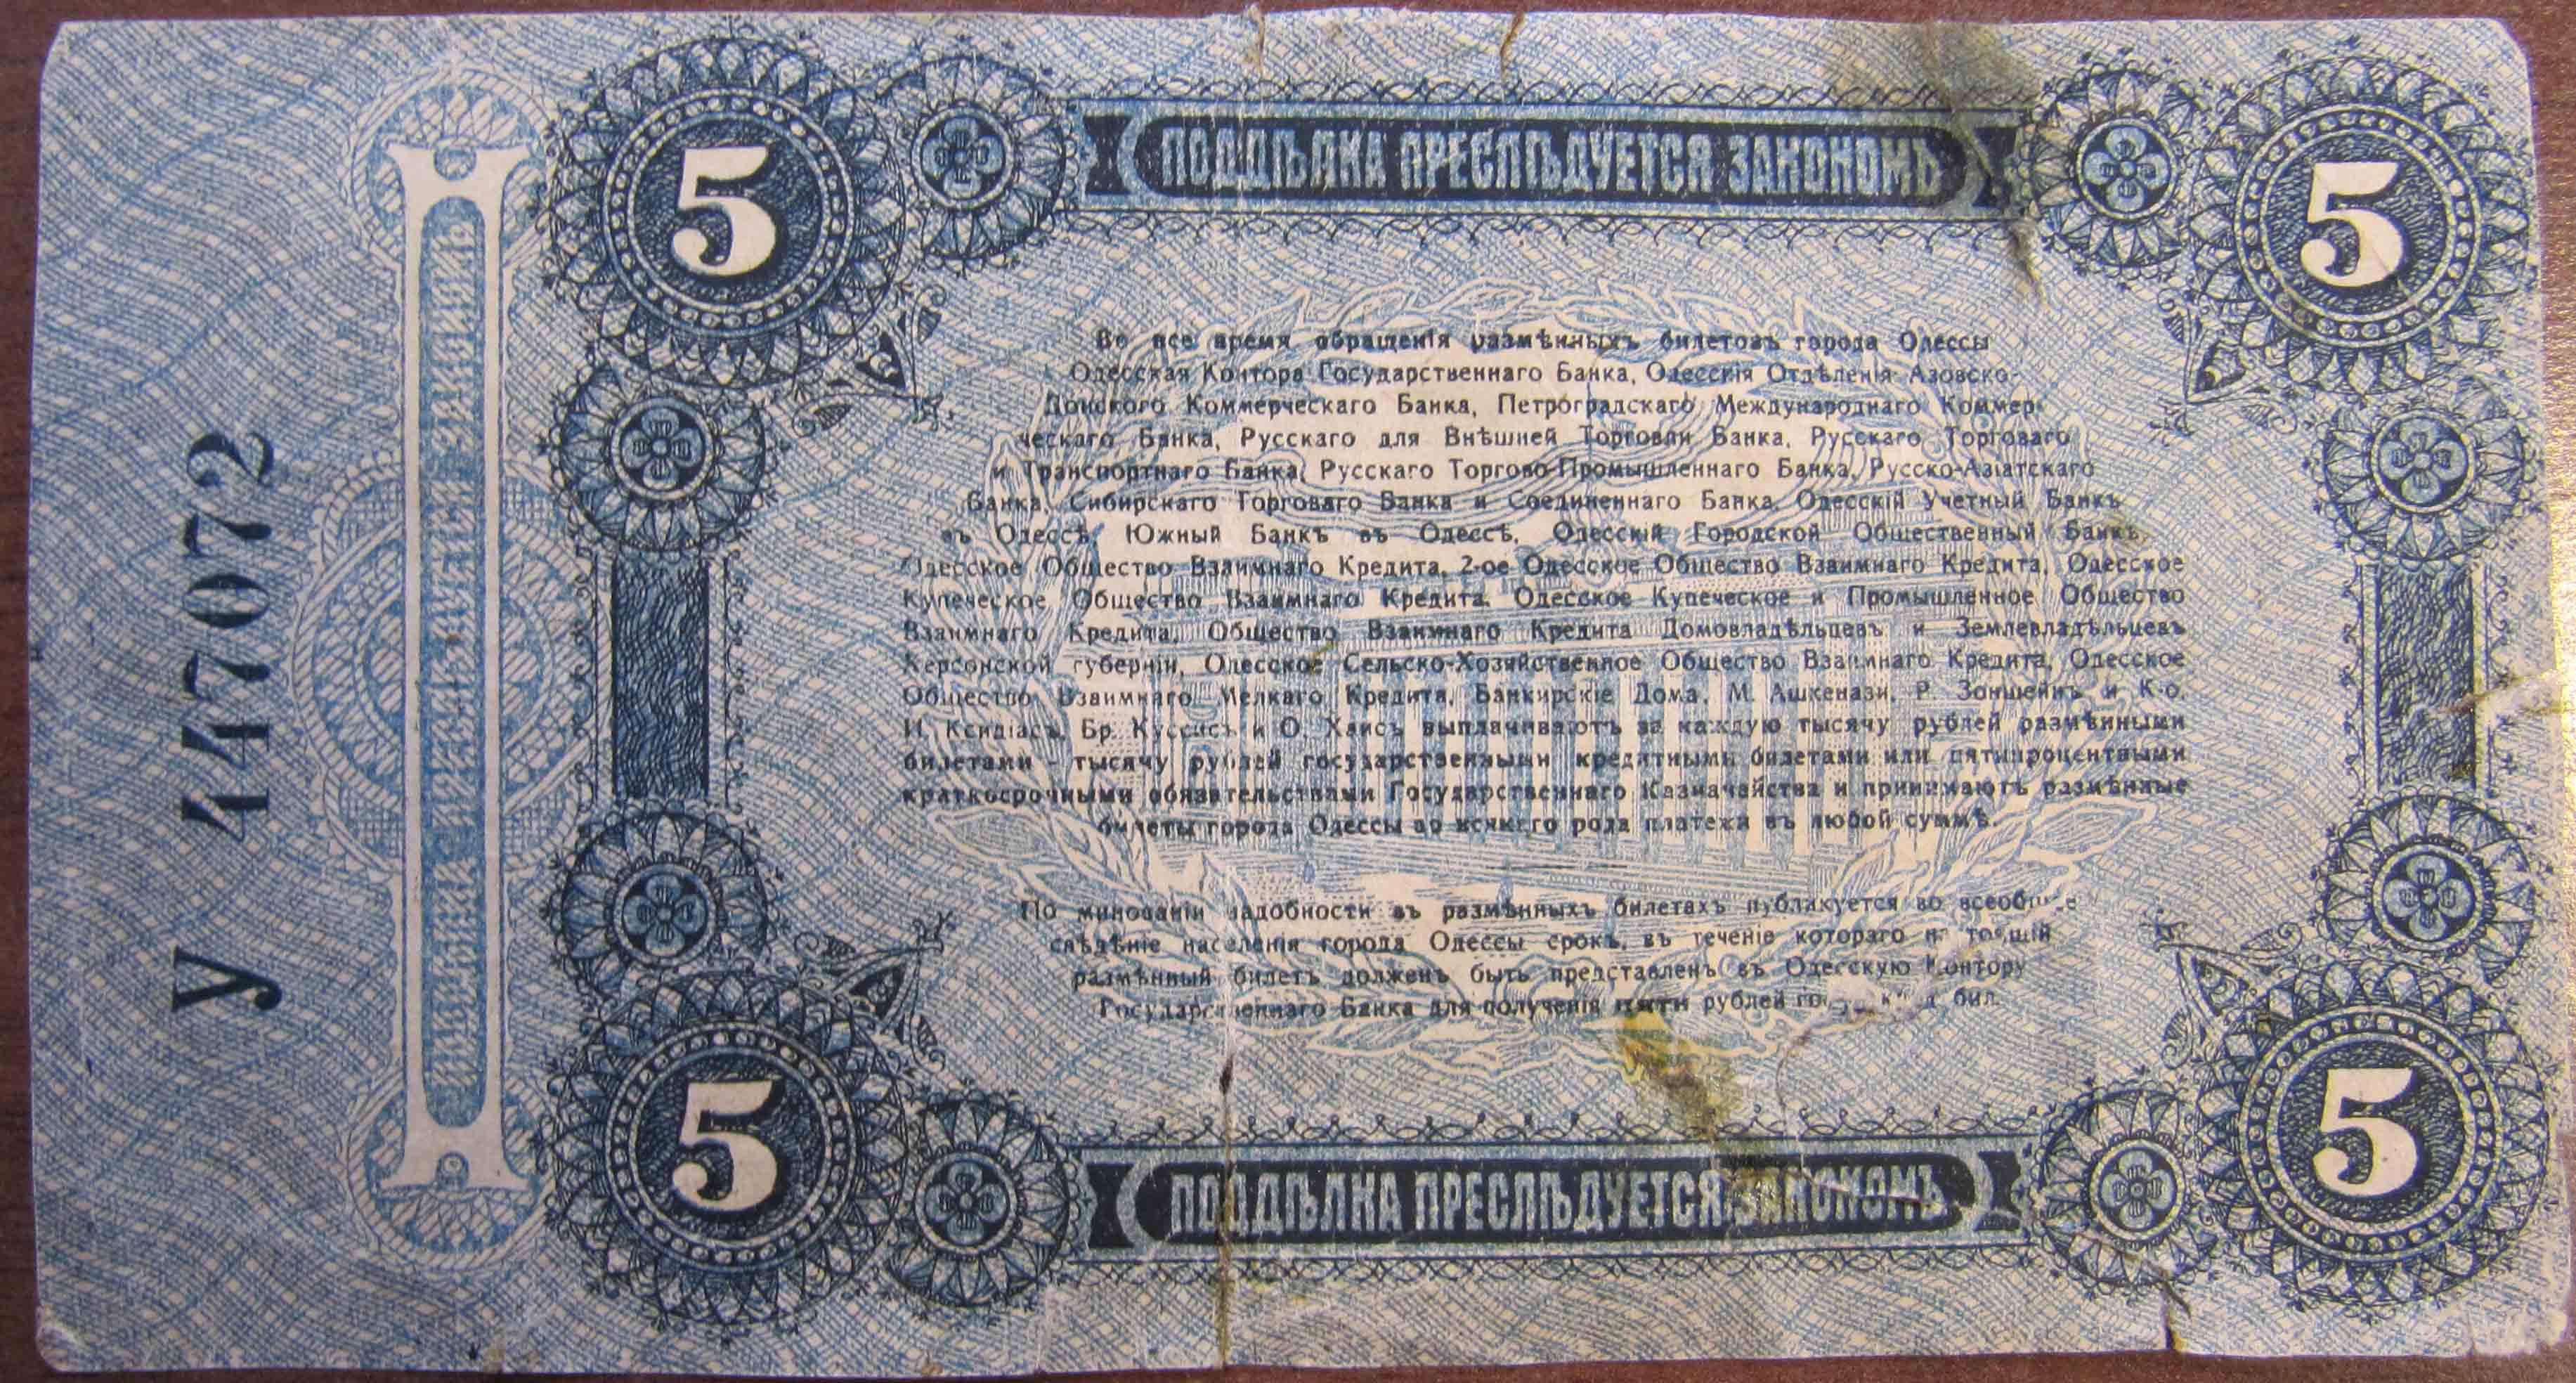 У 447072
ПОДДѢЛКА ПРЕСЛѢДУЕТСЯ ЗАКОНОМЪ
5
5
ПОДДѢЛКА ПРЕСЛѢДУЕТСЯ ЗАКОНОМЪ
Во все время обращенія размѣнныхъ билетовъ города Одессы
Одесская Контора Государственнаго Банка, Одесскія Отдѣленія Азовско-
Донского Коммерческаго Банка, Петроградскаго Международнаго Коммер-
ческаго Банка, Русскаго для Внѣшней Торговли Банка, Русскаго Торговаго
и Транспортнаго Банка, Русскаго Торгово-Промышленнаго Банка, Русско-Азіатскаго
Банка, Сибирскаго Торговаго Банка и Соединеннаго Банка, Одесскій Учетный Банкъ
въ Одессѣ, Южный Банкъ въ Одессѣ, Одесскій Городской Общественный Банкъ,
Одесское Общество Взаимнаго Кредита, 2-ое Одесское Общество Взаимнаго Кредита, Одесское
Купеческое Общество Взаимнаго Кредита, Одесское Купеческое и Промышленное Общество
Взаимнаго Кредита, Общество Взаимнаго Кредита Домовладѣльцевъ и Землевладѣльцевъ
Херсонской губерніи, Одесское Сельско-Хозяйственное Общество Взаимнаго Кредита, Одесское
Общество Взаимнаго Мелкаго Кредита, Банкирскіе Дома, М. Ашкенази, Р. Зоншейнъ и К-о.
И. Ксидіасъ, Бр. Куссисъ и О. Хаисъ выплачиваютъ за каждую тысячу рублей размѣнными
билетами - тысячу рублей государственными кредитными билетами или пятипроцентными
краткосрочными обязательствами Государственнаго Казначейства и принимаютъ размѣнные
билеты города Одессы во всякаго рода платежи въ любой суммѣ.
По минованіи надобности въ размѣнныхъ билетахъ публикуется во всеобщее
свѣдѣніе населенія города Одессы срокъ, въ теченіе котораго настоящій
размѣнный билетъ долженъ быть представленъ въ Одесскую Контору
Государственнаго Банка для полученія пяти рублей бил.
5
5
ПОДДѢЛКА ПРЕСЛѢДУЕТСЯ ЗАКОНОМЪ